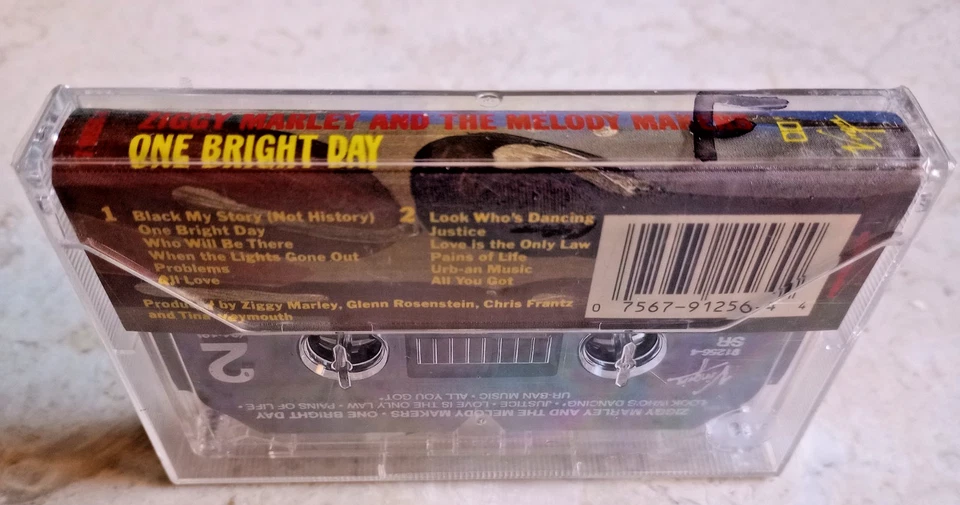 ZIGGY MARLEY AND THE MELODY MAKERS
ONE BRIGHT DAY
1
Black My Story (Not History)
One Bright Day
Who Will Be There
When the Lights Gone Out
Problems
All Love
2
Look Who's Dancing
Justice
Love is the Only Law
Pains of Life
Urb-an Music
All You Got
Produced by Ziggy Marley, Glenn Rosenstein, Chris Frantz
and Tina Weymouth
0 7567-91256-4 4
2
91256-4
SR
Virgin
ZIGGY MARLEY AND THE MELODY MAKERS • ONE BRIGHT DAY
LOOK WHO'S DANCING* • JUSTICE • LOVE IS THE ONLY LAW • PAINS OF LIFE •
UR-BAN MUSIC • ALL YOU GOT*